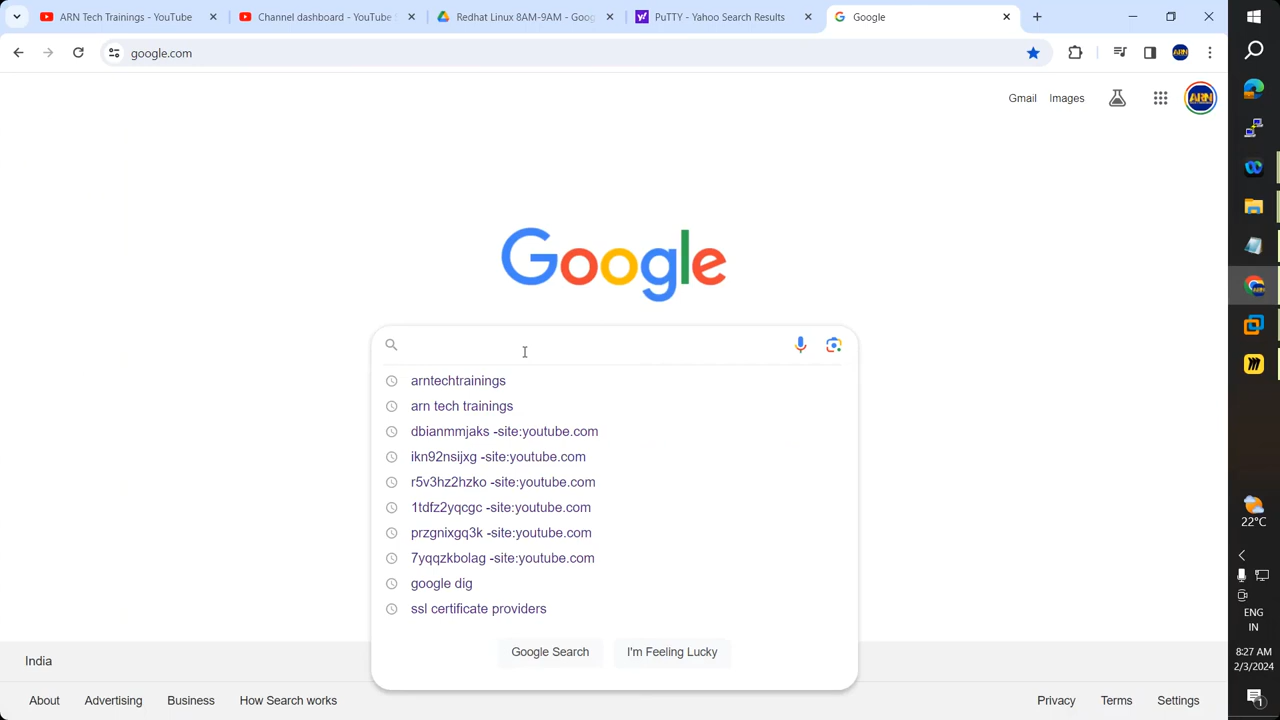 ARN Tech Trainings - YouTube
Channel dashboard - YouTube S
Redhat Linux 8AM-9AM - Goog
PuTTY - Yahoo Search Results
Google
google.com
Gmail
Images
ARN
Google
arntechtrainings
arn tech trainings
dbianmmjaks -site:youtube.com
ikn92nsijxg -site:youtube.com
r5v3hz2hzko -site:youtube.com
1tdfz2yqcgc -site:youtube.com
przgnixgq3k -site:youtube.com
7yqqzkbolag -site:youtube.com
google dig
ssl certificate providers
Google Search
I'm Feeling Lucky
India
About
Advertising
Business
How Search works
Privacy
Terms
Settings
22°C
ENG
IN
8:27 AM
2/3/2024
1